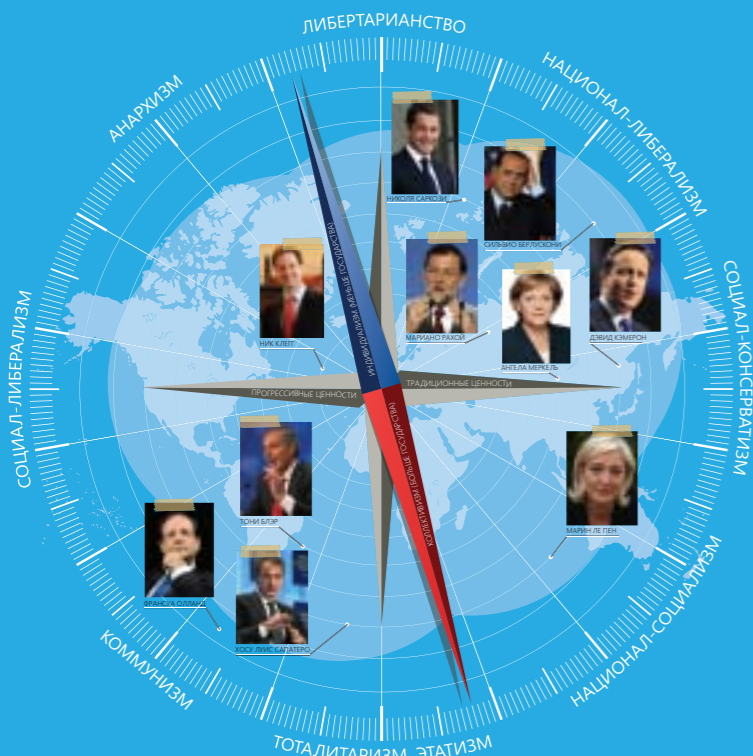 ЛИБЕРТАРИАНСТВО
НАЦИОНАЛ-ЛИБЕРАЛИЗМ
СОЦИАЛ-КОНСЕРВАТИЗМ
НАЦИОНАЛ-СОЦИАЛИЗМ
ТОТАЛИТАРИЗМ, ЭТАТИЗМ
КОММУНИЗМ
СОЦИАЛ-ЛИБЕРАЛИЗМ
АНАРХИЗМ
НИКОЛЯ САРКОЗИ
СИЛЬВИО БЕРЛУСКОНИ
НИК КЛЕГГ
МАРИАНО РАХОЙ
АНГЕЛА МЕРКЕЛЬ
ДЭВИД КЭМЕРОН
ИНДИВИДУАЛИЗМ (МЕНЬШЕ ГОСУДАРСТВА)
ТРАДИЦИОННЫЕ ЦЕННОСТИ
ПРОГРЕССИВНЫЕ ЦЕННОСТИ
КОЛЛЕКТИВИЗМ (БОЛЬШЕ ГОСУДАРСТВА)
ТОНИ БЛЭР
МАРИН ЛЕ ПЕН
ФРАНСУА ОЛЛАНД
ХОСУ ЛУИС САПАТЕРО